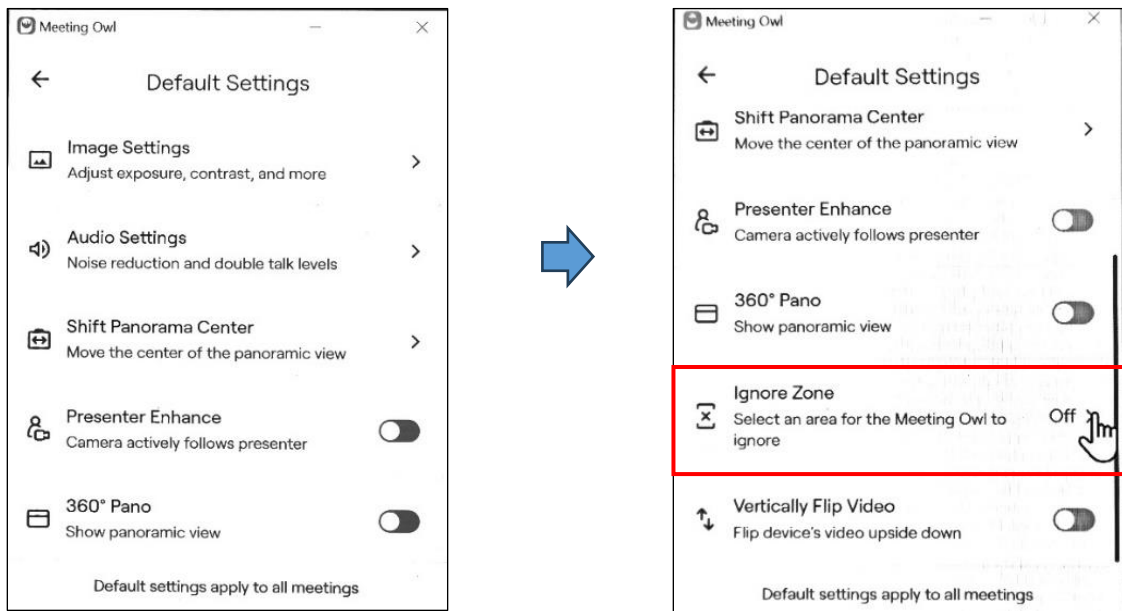 Meeting Owl
Default Settings
Image Settings
Adjust exposure, contrast, and more
Audio Settings
Noise reduction and double talk levels
Shift Panorama Center
Move the center of the panoramic view
Presenter Enhance
Camera actively follows presenter
360° Pano
Show panoramic view
Default settings apply to all meetings
Meeting Owl
Default Settings
Shift Panorama Center
Move the center of the panoramic view
Presenter Enhance
Camera actively follows presenter
360° Pano
Show panoramic view
Ignore Zone
Select an area for the Meeting Owl to
ignore
Off
Vertically Flip Video
Flip device's video upside down
Default settings apply to all meetings